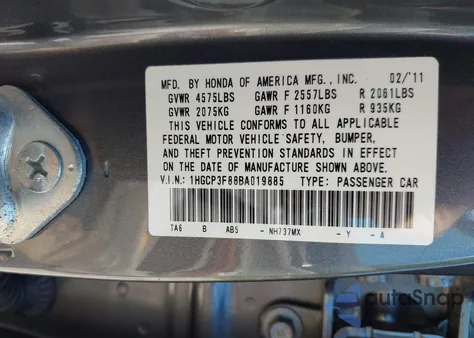 MFD. BY HONDA OF AMERICA MFG., INC. 02/'11
GVWR 4575LBS GAWR F 2557LBS R 2061LBS
GVWR 2075KG GAWR F 1160KG R 935KG
THIS VEHICLE CONFORMS TO ALL APPLICABLE
FEDERAL MOTOR VEHICLE SAFETY, BUMPER,
AND THEFT PREVENTION STANDARDS IN EFFECT
ON THE DATE OF MANUFACTURE SHOWN ABOVE.
V.I.N.: 1HGCP3F88BA019885 TYPE: PASSENGER CAR
TA6 B AB5 - NH737MX - Y - A
autoSnap